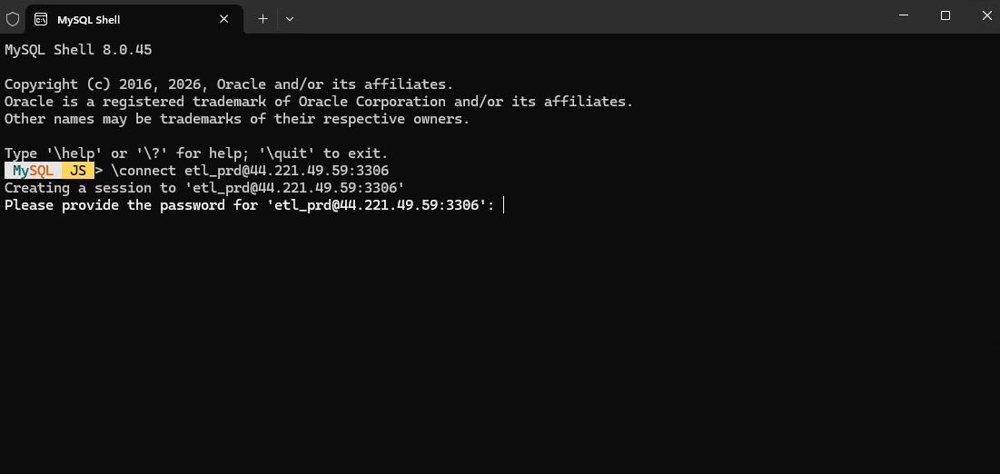 MySQL Shell
MySQL Shell 8.0.45
Copyright (c) 2016, 2026, Oracle and/or its affiliates.
Oracle is a registered trademark of Oracle Corporation and/or its affiliates.
Other names may be trademarks of their respective owners.
Type '\help' or '\?' for help; '\quit' to exit.
MySQL JS > \connect etl_prd@44.221.49.59:3306
Creating a session to 'etl_prd@44.221.49.59:3306'
Please provide the password for 'etl_prd@44.221.49.59:3306':